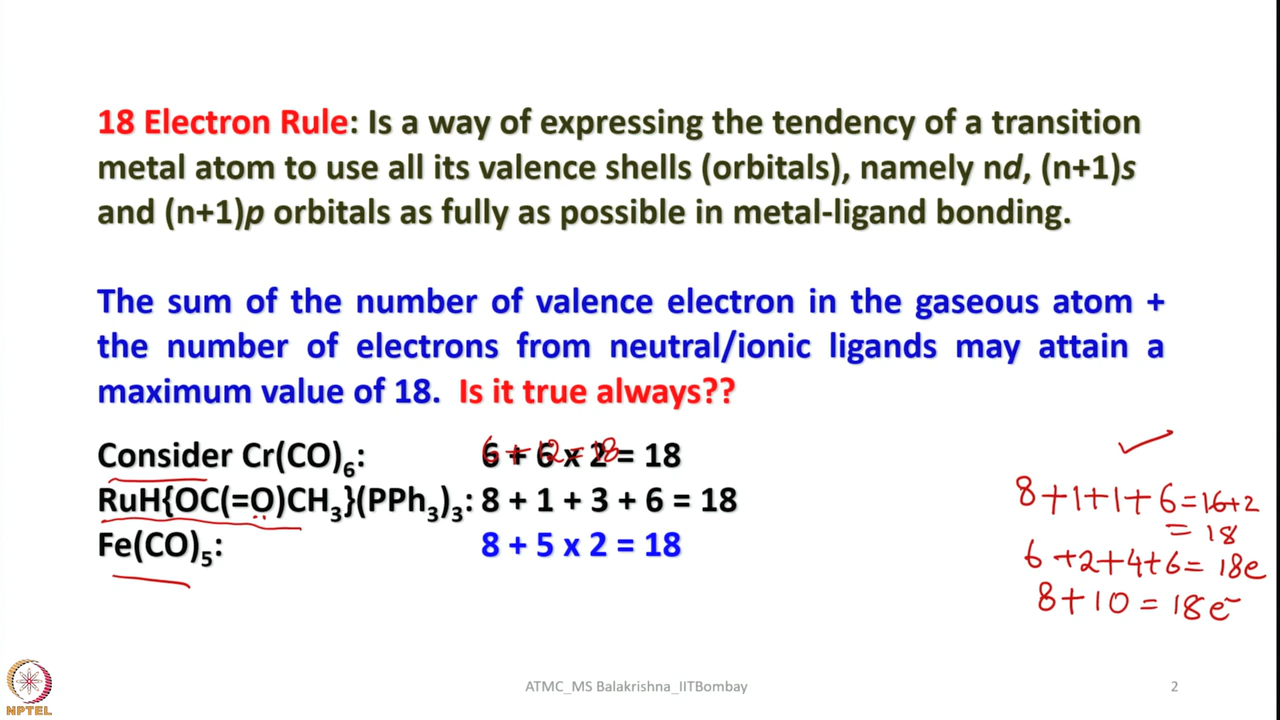 18 Electron Rule: Is a way of expressing the tendency of a transition
metal atom to use all its valence shells (orbitals), namely nd, (n+1)s
and (n+1)p orbitals as fully as possible in metal-ligand bonding.
The sum of the number of valence electron in the gaseous atom +
the number of electrons from neutral/ionic ligands may attain a
maximum value of 18. Is it true always??
Consider Cr(CO)₆: 6 + 6 x 2 = 18
6+12=18
RuH{OC(=O)CH₃}(PPh₃)₃: 8 + 1 + 3 + 6 = 18
Fe(CO)₅: 8 + 5 x 2 = 18
8+1+1+6=16+2
= 18
6+2+4+6= 18e
8+10 = 18e⁻
NPTEL
ATMC_MS Balakrishna_IITBombay
2